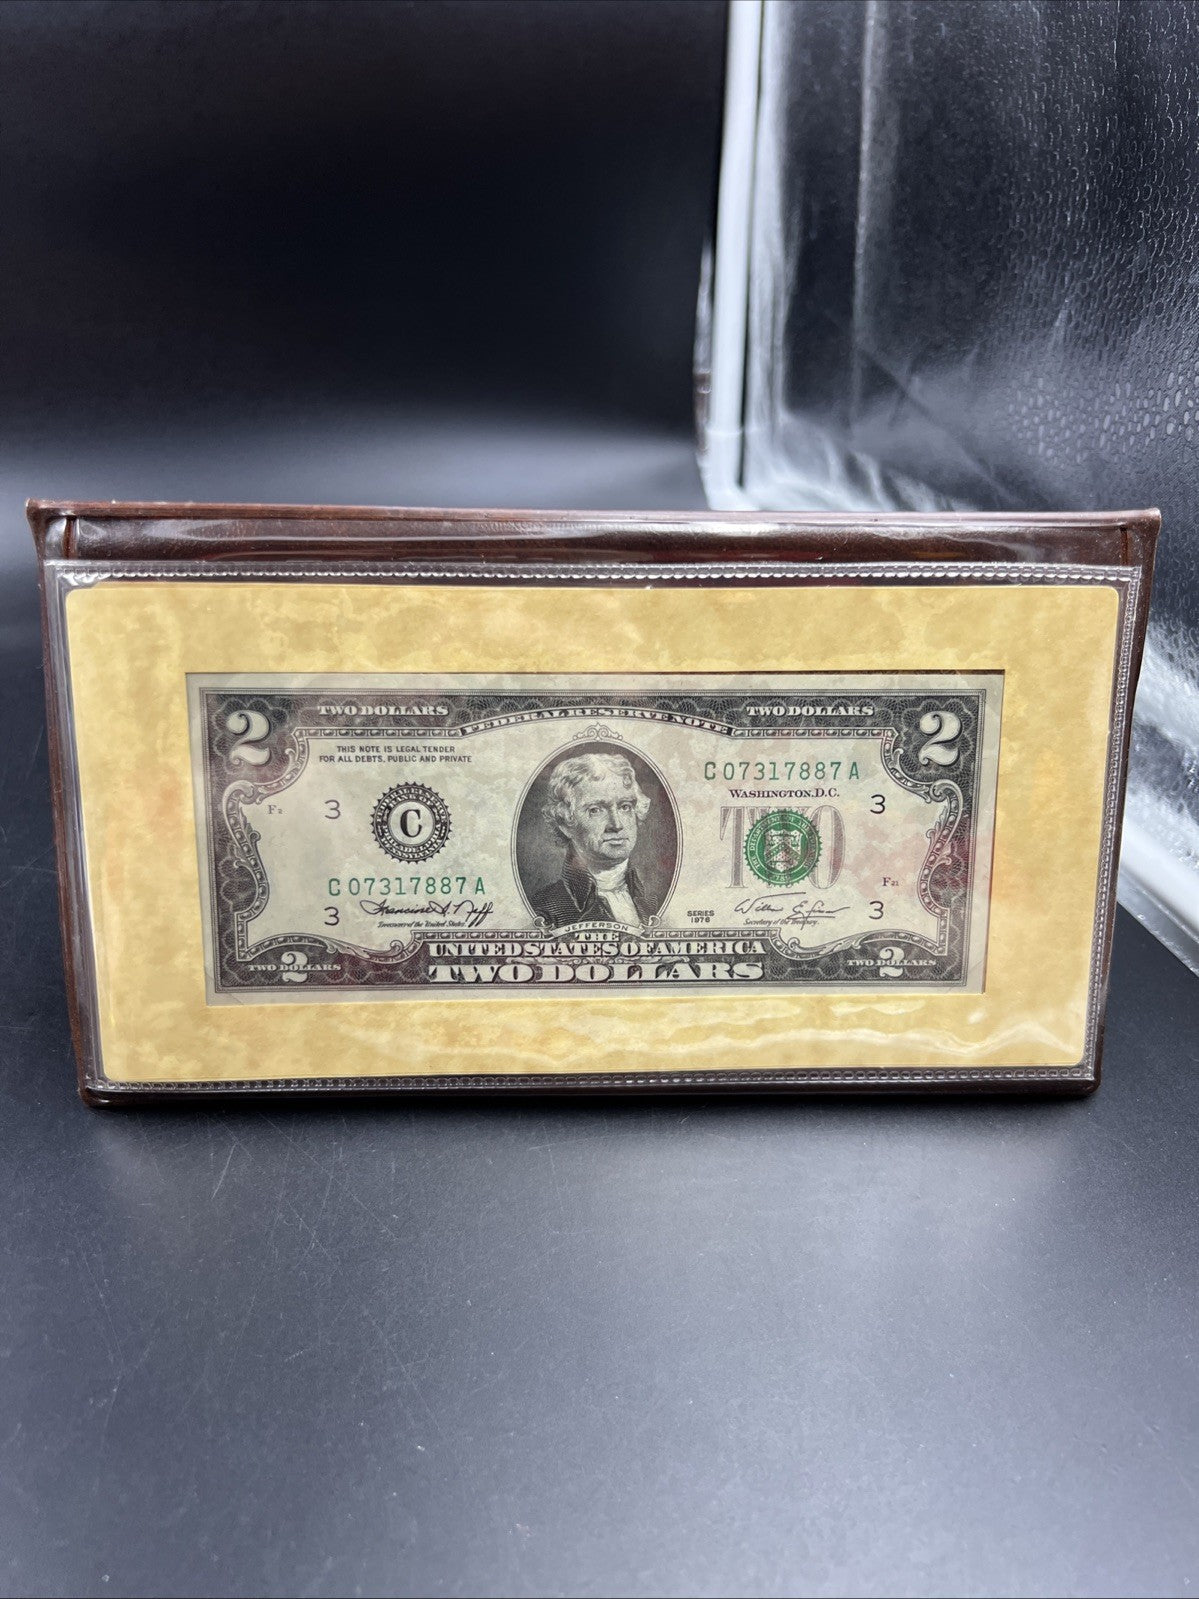 2 TWO DOLLARS FEDERAL RESERVE NOTE TWO DOLLARS 2
THIS NOTE IS LEGAL TENDER
FOR ALL DEBTS, PUBLIC AND PRIVATE
C 07317887 A
WASHINGTON, D.C.
F2 3 C 3
TWO
C 07317887 A
F21
3 SERIES 1976 3
Treasurer of the United States.
Secretary of the Treasury.
JEFFERSON
THE
UNITED STATES OF AMERICA
TWO DOLLARS 2 TWO DOLLARS TWO DOLLARS 2